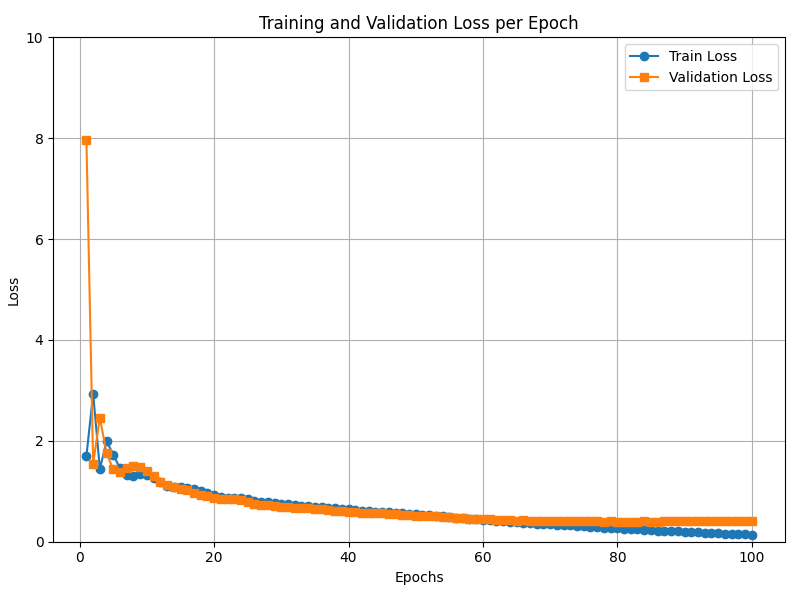 Training and Validation Loss per Epoch
10
8
6
4
2
0
Loss
Train Loss
Validation Loss
0 20 40 60 80 100
Epochs